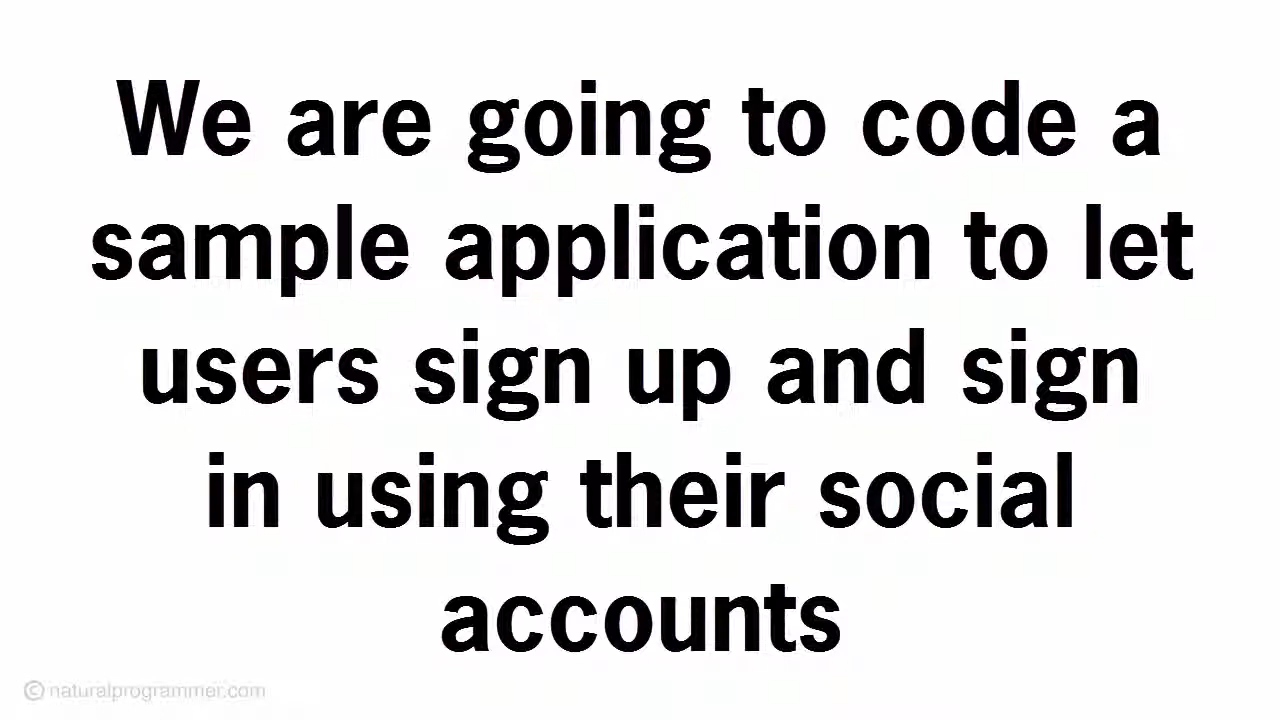 We are going to code a
sample application to let
users sign up and sign
in using their social
accounts
© naturalprogrammer.com